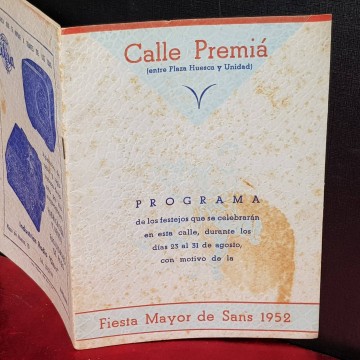 Calle Premiá
(entre Plaza Huesca y Unidad)
PROGRAMA
de los festejos que se celebrarán
en esta calle, durante los
días 23 al 31 de agosto,
con motivo de la
Fiesta Mayor de Sans 1952